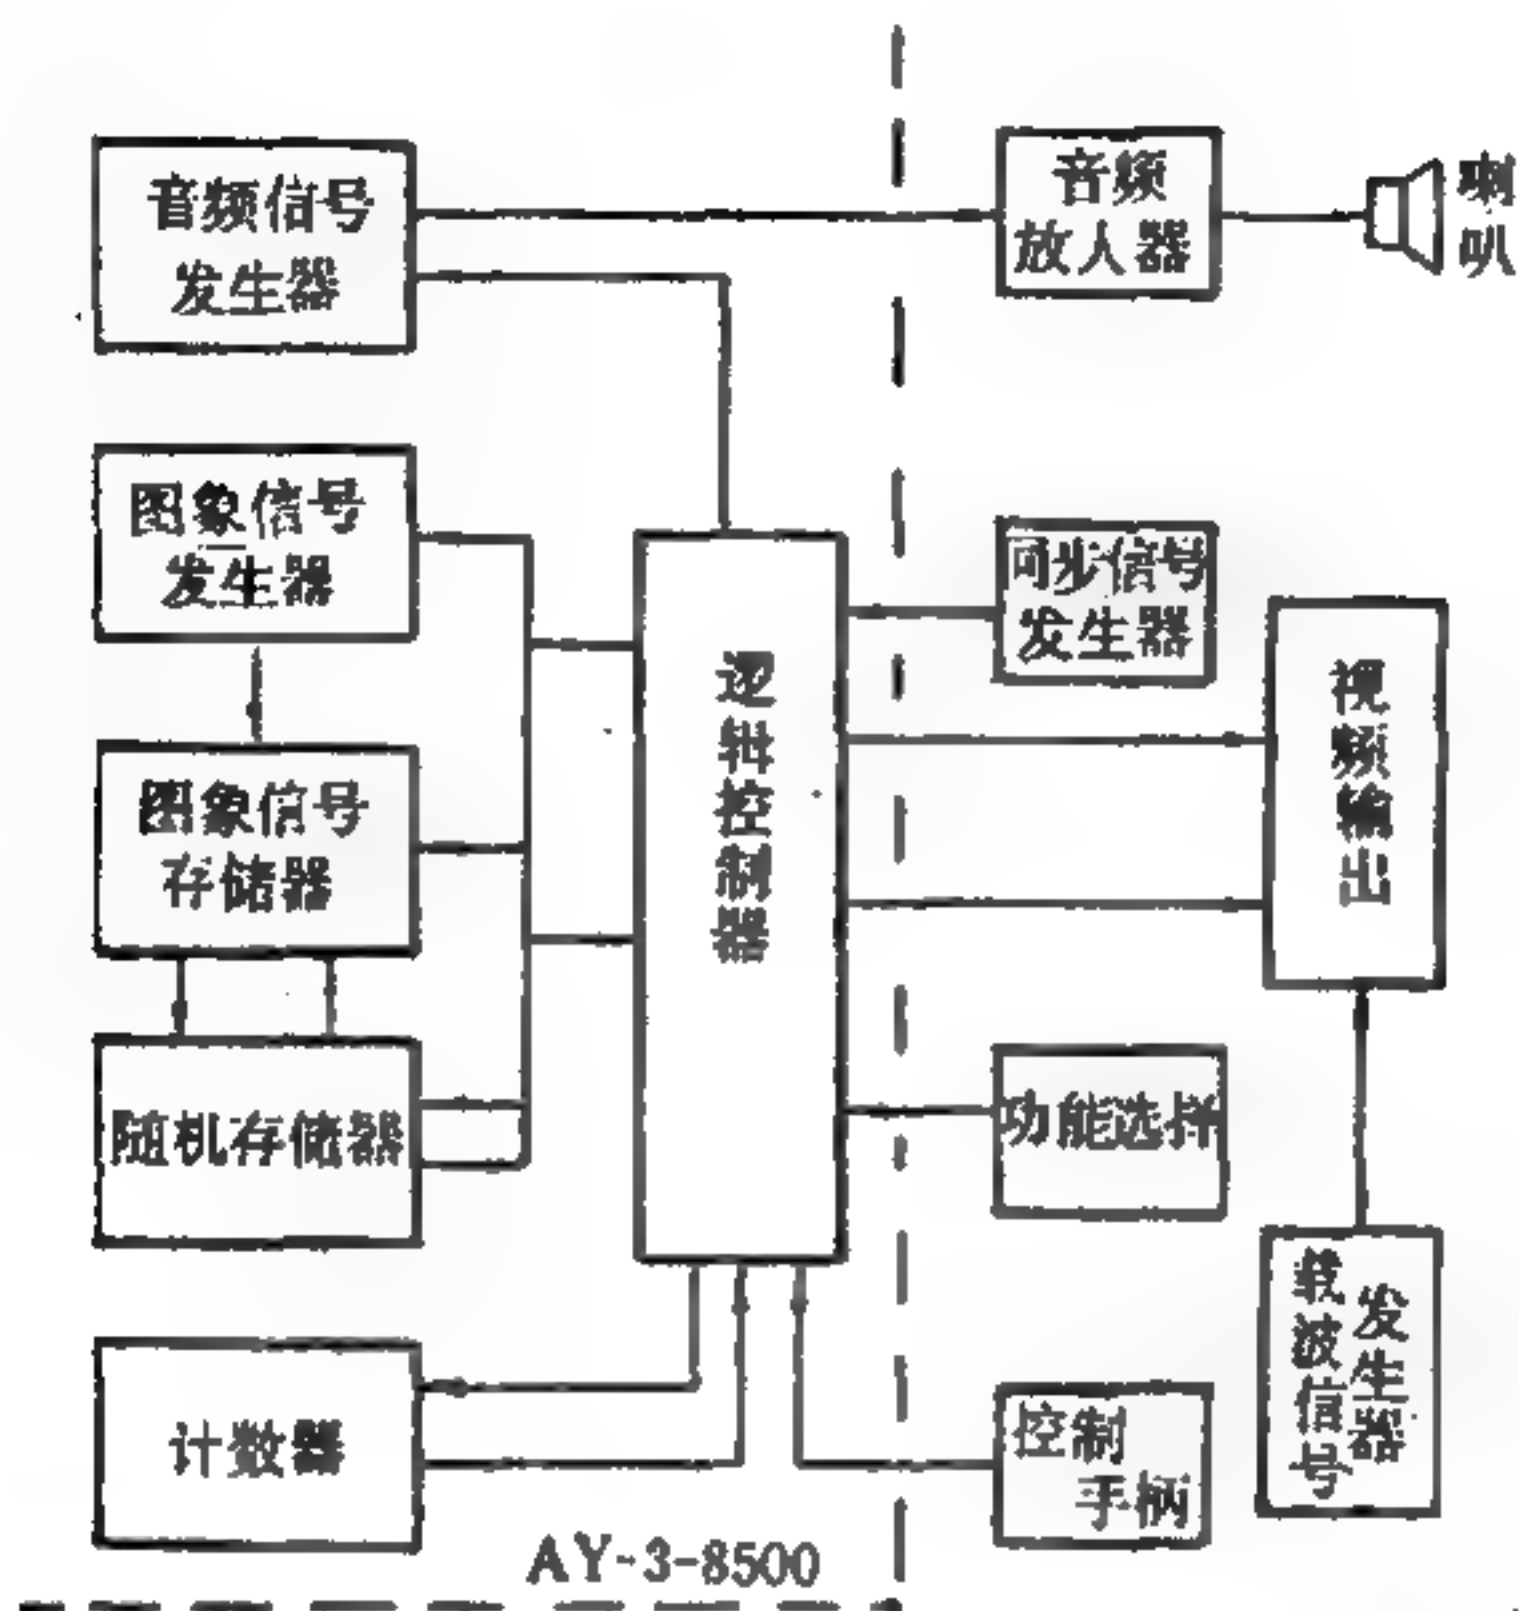 音频信号
发生器
音频
放人器
喇
叭
图象信号
发生器
同步信号
发生器
图象信号
存储器
逻辑控制器
视频输出
随机存储器
功能选择
计数器
控制
手柄
载波信号
发生器
AY-3-8500